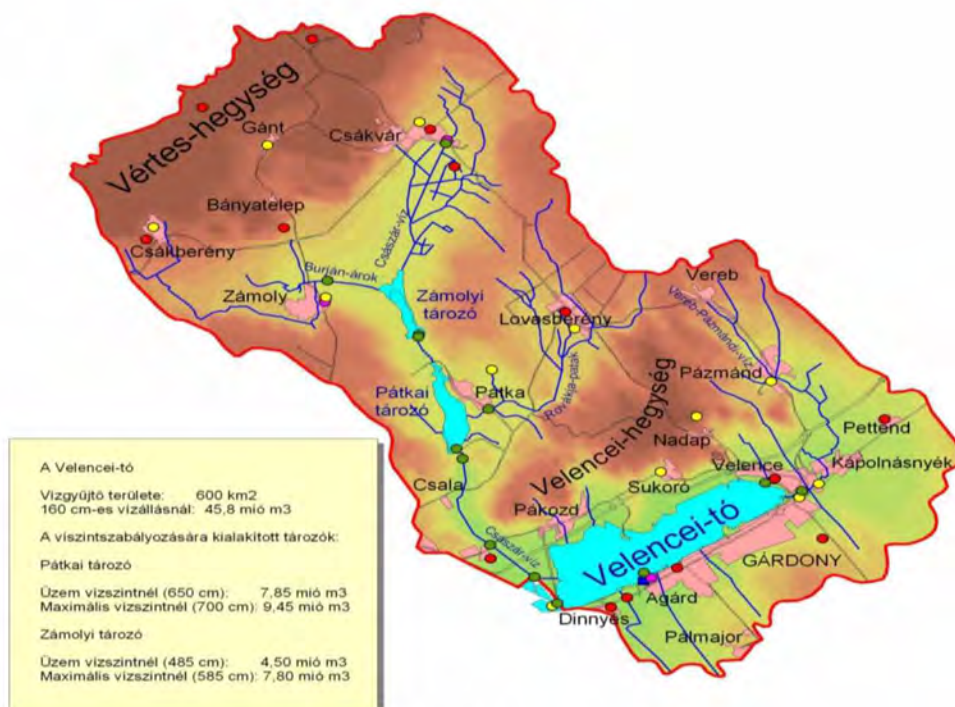 Vértes-hegység
Gánt
Csákvár
Bányatelep
Csákberény
Császár-víz
Burján-árok
Zámoly
Zámolyi
tározó
Lovasberény
Vereb
Vereb-Pázmándi-víz
Pátkai
tározó
Pátka
Rovákja-patak
Pázmánd
Velencei-hegység
Nadap
Pettend
Velence
Kápolnásnyék
Csala
Sukoró
Pákozd
Császár-víz
Velencei-tó
GÁRDONY
Agárd
Dinnyés
Pálmajor
A Velencei-tó
Vízgyűjtő területe: 600 km2
160 cm-es vízállásnál: 45,8 mió m3
A vízszintszabályozására kialakított tározók:
Pátkai tározó
Üzem vízszintnél (650 cm): 7,85 mió m3
Maximális vízszintnél (700 cm): 9,45 mió m3
Zámolyi tározó
Üzem vízszintnél (485 cm): 4,50 mió m3
Maximális vízszintnél (585 cm): 7,80 mió m3